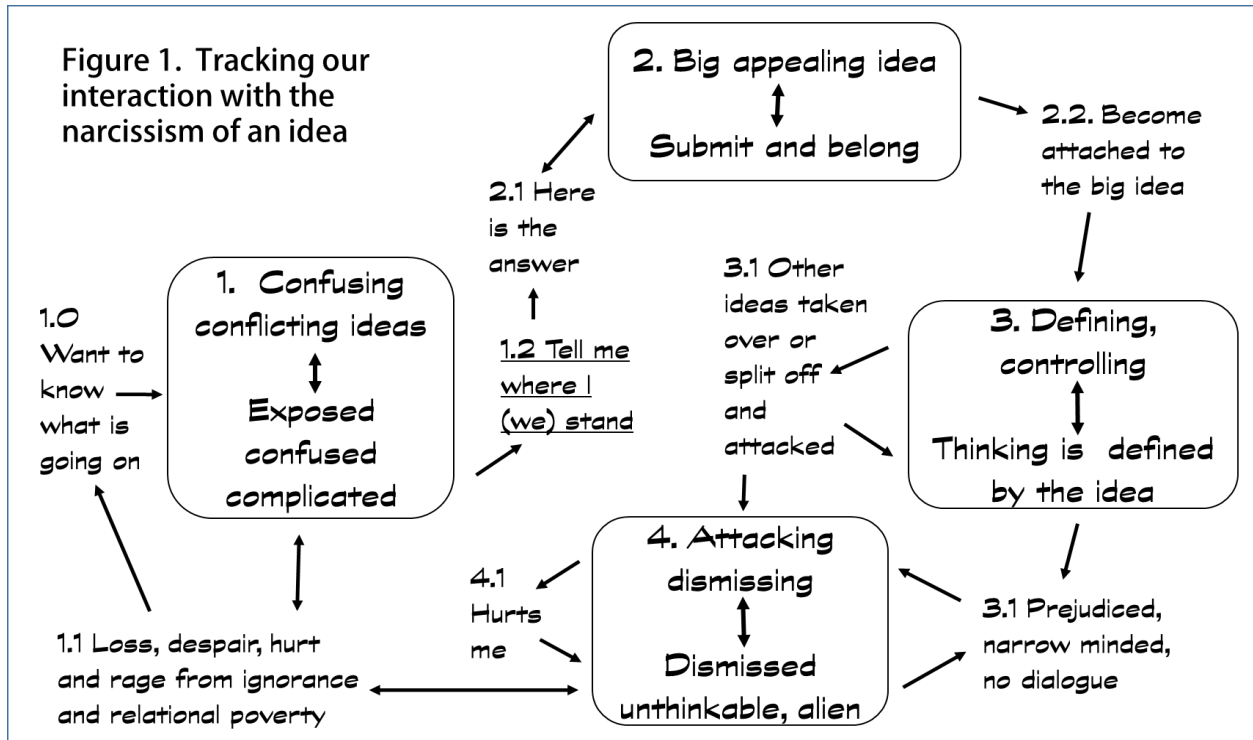 Figure 1. Tracking our
interaction with the
narcissism of an idea
1.0
Want to
know
what is
going on
1. Confusing
conflicting ideas
Exposed
confused
complicated
1.1 Loss, despair, hurt
and rage from ignorance
and relational poverty
1.2 Tell me
where I
(we) stand
2.1 Here
is the
answer
2. Big appealing idea
Submit and belong
2.2. Become
attached to
the big idea
3. Defining,
controlling
Thinking is defined
by the idea
3.1 Other
ideas taken
over or
split off
and
attacked
3.1 Prejudiced,
narrow minded,
no dialogue
4. Attacking
dismissing
Dismissed
unthinkable, alien
4.1
Hurts
me